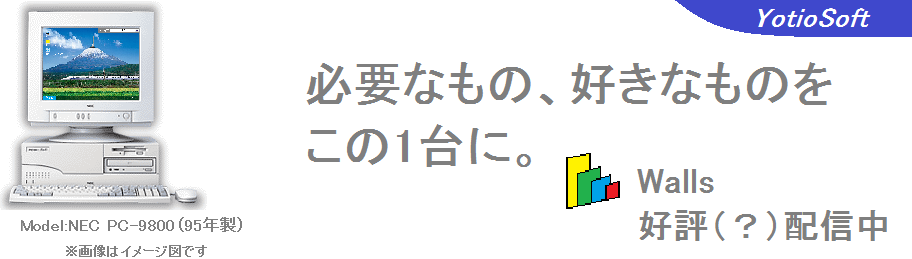 YotioSoft
必要なもの、好きなものを
この1台に。
Walls
好評（？）配信中
Model:NEC PC-9800（95年製）
※画像はイメージ図です